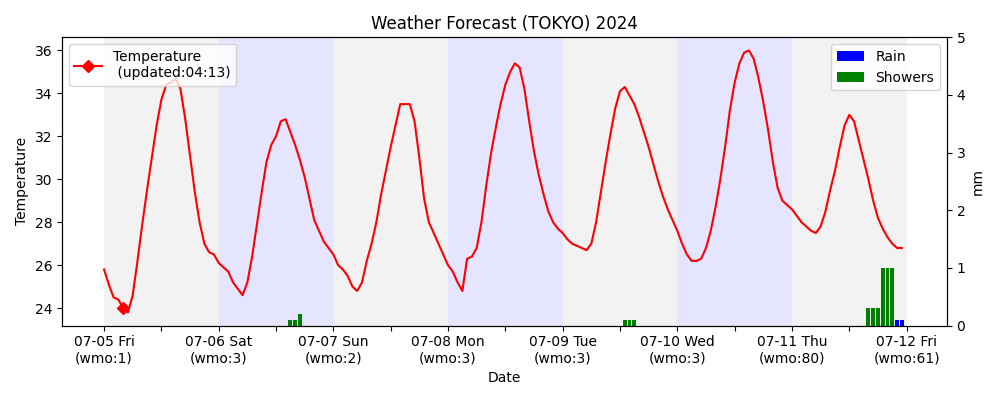 Weather Forecast (TOKYO) 2024
Temperature
(updated:04:13)
Rain
Showers
36
34
32
30
28
26
24
Temperature
5
4
3
2
1
0
mm
07-05 Fri
(wmo:1)
07-06 Sat
(wmo:3)
07-07 Sun
(wmo:2)
07-08 Mon
(wmo:3)
07-09 Tue
(wmo:3)
07-10 Wed
(wmo:3)
07-11 Thu
(wmo:80)
07-12 Fri
(wmo:61)
Date